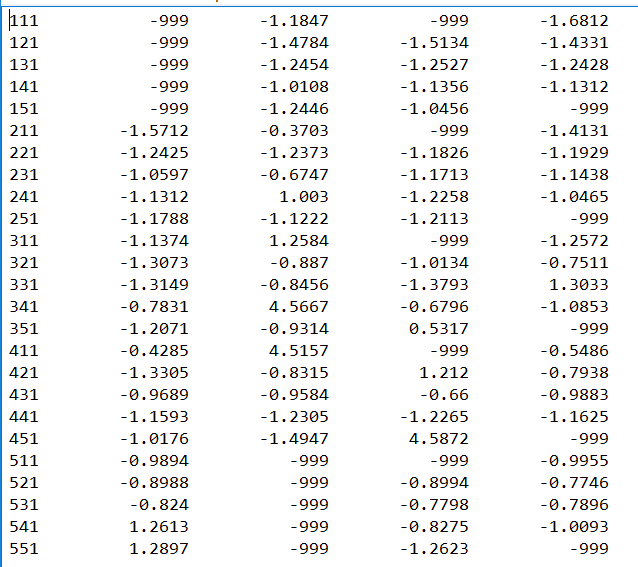 111 -999 -1.1847 -999 -1.6812
121 -999 -1.4784 -1.5134 -1.4331
131 -999 -1.2454 -1.2527 -1.2428
141 -999 -1.0108 -1.1356 -1.1312
151 -999 -1.2446 -1.0456 -999
211 -1.5712 -0.3703 -999 -1.4131
221 -1.2425 -1.2373 -1.1826 -1.1929
231 -1.0597 -0.6747 -1.1713 -1.1438
241 -1.1312 1.003 -1.2258 -1.0465
251 -1.1788 -1.1222 -1.2113 -999
311 -1.1374 1.2584 -999 -1.2572
321 -1.3073 -0.887 -1.0134 -0.7511
331 -1.3149 -0.8456 -1.3793 1.3033
341 -0.7831 4.5667 -0.6796 -1.0853
351 -1.2071 -0.9314 0.5317 -999
411 -0.4285 4.5157 -999 -0.5486
421 -1.3305 -0.8315 1.212 -0.7938
431 -0.9689 -0.9584 -0.66 -0.9883
441 -1.1593 -1.2305 -1.2265 -1.1625
451 -1.0176 -1.4947 4.5872 -999
511 -0.9894 -999 -999 -0.9955
521 -0.8988 -999 -0.8994 -0.7746
531 -0.824 -999 -0.7798 -0.7896
541 1.2613 -999 -0.8275 -1.0093
551 1.2897 -999 -1.2623 -999